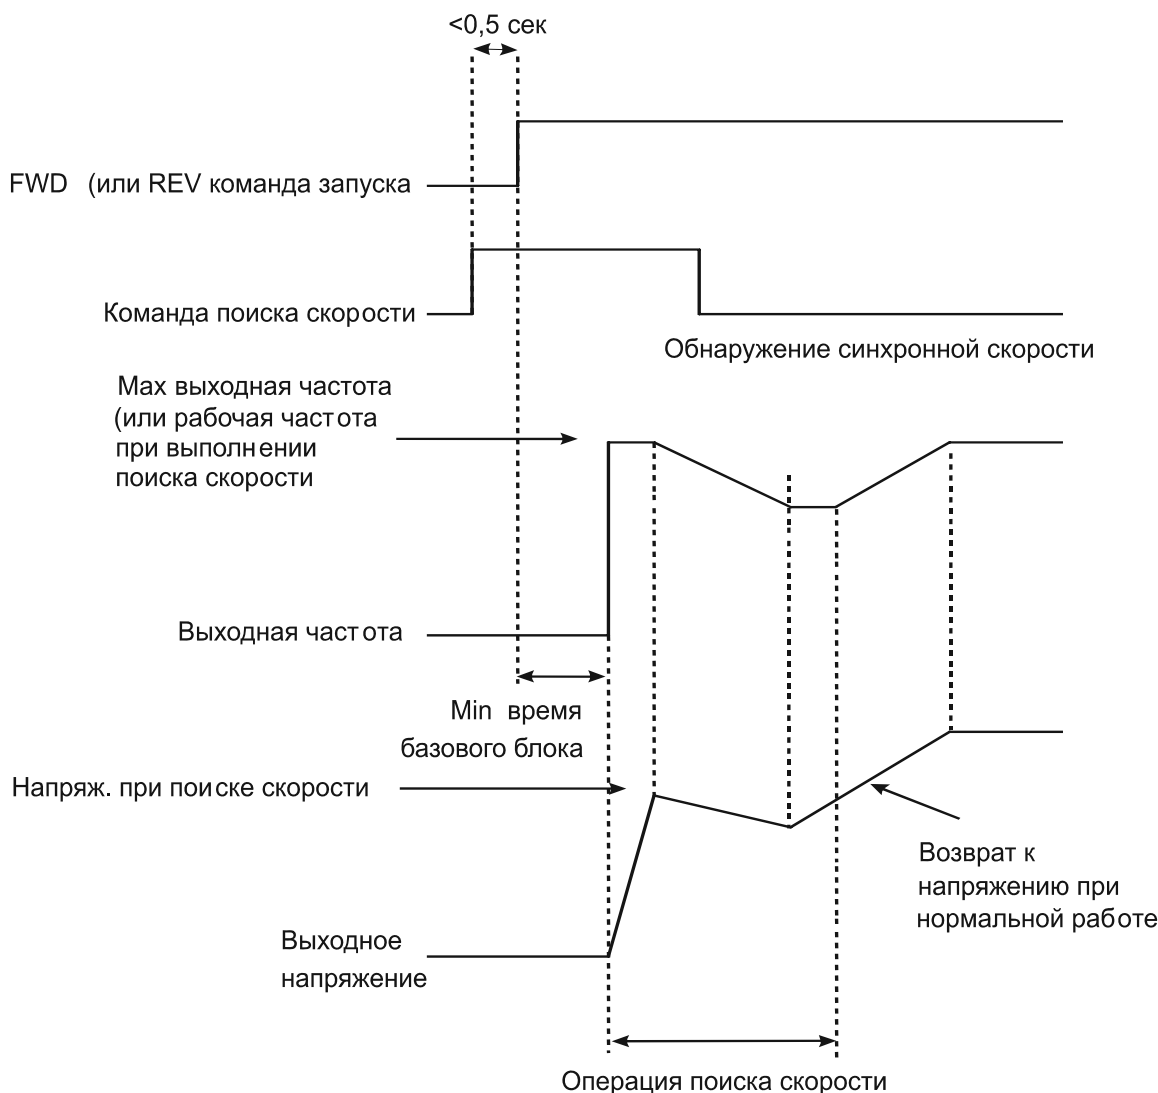 <0,5 сек
FWD (или REV команда запуска
Команда поиска скорости
Обнаружение синхронной скорости
Max выходная частота
(или рабочая частота
при выполнении
поиска скорости
Выходная частота
Min время
базового блока
Напряж. при поиске скорости
Возврат к
напряжению при
нормальной работе
Выходное
напряжение
Операция поиска скорости